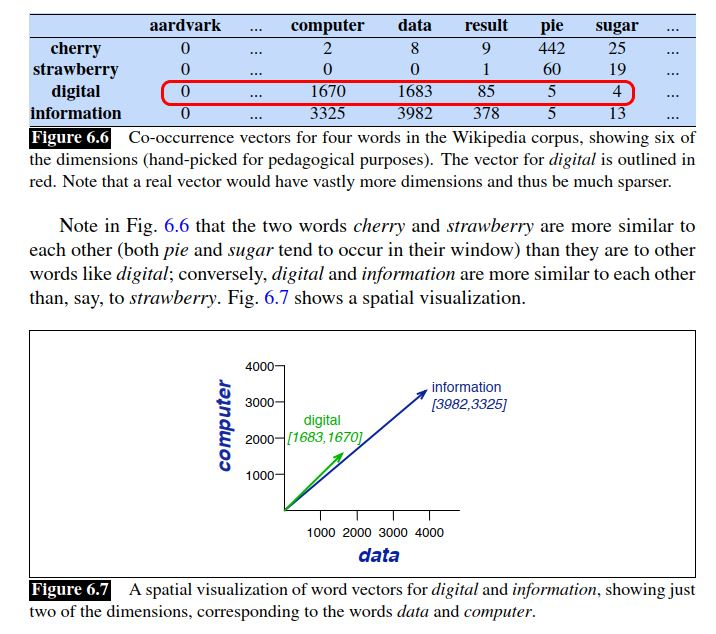 aardvark ... computer data result pie sugar ...
cherry 0 ... 2 8 9 442 25 ...
strawberry 0 ... 0 0 1 60 19 ...
digital 0 ... 1670 1683 85 5 4 ...
information 0 ... 3325 3982 378 5 13 ...
Figure 6.6 Co-occurrence vectors for four words in the Wikipedia corpus, showing six of
the dimensions (hand-picked for pedagogical purposes). The vector for digital is outlined in
red. Note that a real vector would have vastly more dimensions and thus be much sparser.
Note in Fig. 6.6 that the two words cherry and strawberry are more similar to
each other (both pie and sugar tend to occur in their window) than they are to other
words like digital; conversely, digital and information are more similar to each other
than, say, to strawberry. Fig. 6.7 shows a spatial visualization.
4000
information
3000
[3982,3325]
computer
digital
2000
[1683,1670]
1000
1000 2000 3000 4000
data
Figure 6.7 A spatial visualization of word vectors for digital and information, showing just
two of the dimensions, corresponding to the words data and computer.